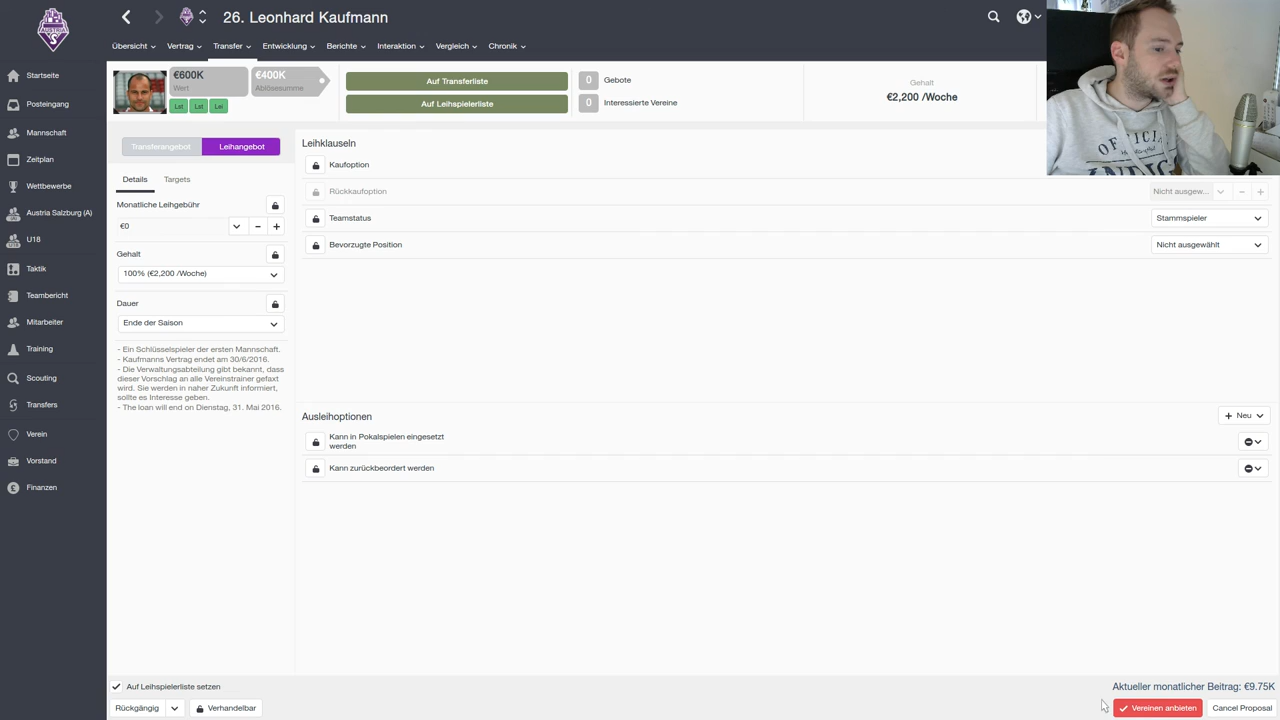 AUSTRIA
S
26. Leonhard Kaufmann
Übersicht
Vertrag
Transfer
Entwicklung
Berichte
Interaktion
Vergleich
Chronik
Startseite
Posteingang
Mannschaft
Zeitplan
Wettbewerbe
Austria Salzburg (A)
U18
Taktik
Teambericht
Mitarbeiter
Training
Scouting
Transfers
Verein
Vorstand
Finanzen
€600K
Wert
€400K
Ablösesumme
Lst
Lst
Lei
Auf Transferliste
Auf Leihspielerliste
0 Gebote
0 Interessierte Vereine
Gehalt
€2,200 /Woche
Transferangebot
Leihangebot
Details
Targets
Monatliche Leihgebühr
€0
Gehalt
100% (€2,200 /Woche)
Dauer
Ende der Saison
- Ein Schlüsselspieler der ersten Mannschaft.
- Kaufmanns Vertrag endet am 30/6/2016.
- Die Verwaltungsabteilung gibt bekannt, dass
dieser Vorschlag an alle Vereinstrainer gefaxt
wird. Sie werden in naher Zukunft informiert,
sollte es Interesse geben.
- The loan will end on Dienstag, 31. Mai 2016.
Leihklauseln
Kaufoption
Rückkaufoption
Nicht ausgew...
Teamstatus
Stammspieler
Bevorzugte Position
Nicht ausgewählt
Ausleihoptionen
Neu
Kann in Pokalspielen eingesetzt
werden
Kann zurückbeordert werden
Auf Leihspielerliste setzen
Rückgängig
Verhandelbar
Aktueller monatlicher Beitrag: €9.75K
Vereinen anbieten
Cancel Proposal